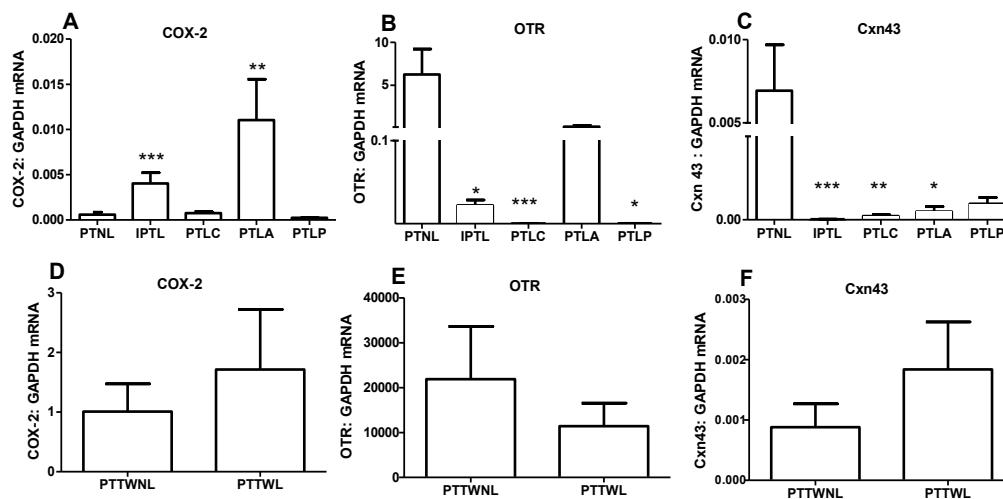 A
COX-2
COX-2: GAPDH mRNA
0.020
0.015
0.010
0.005
0.000
***
**
PTNL IPTL PTLC PTLA PTLP
B
OTR
OTR: GAPDH mRNA
10
5
0.1
*
***
*
PTNL IPTL PTLC PTLA PTLP
C
Cxn43
Cxn 43 : GAPDH mRNA
0.010
0.005
0.00
***
**
*
PTNL IPTL PTLC PTLA PTLP
D
COX-2
COX-2: GAPDH mRNA
3
2
1
0
PTTWNL PTTWL
E
OTR
OTR: GAPDH mRNA
40000
30000
20000
10000
0
PTTWNL PTTWL
F
Cxn43
Cxn43: GAPDH mRNA
0.003
0.002
0.001
0.000
PTTWNL PTTWL